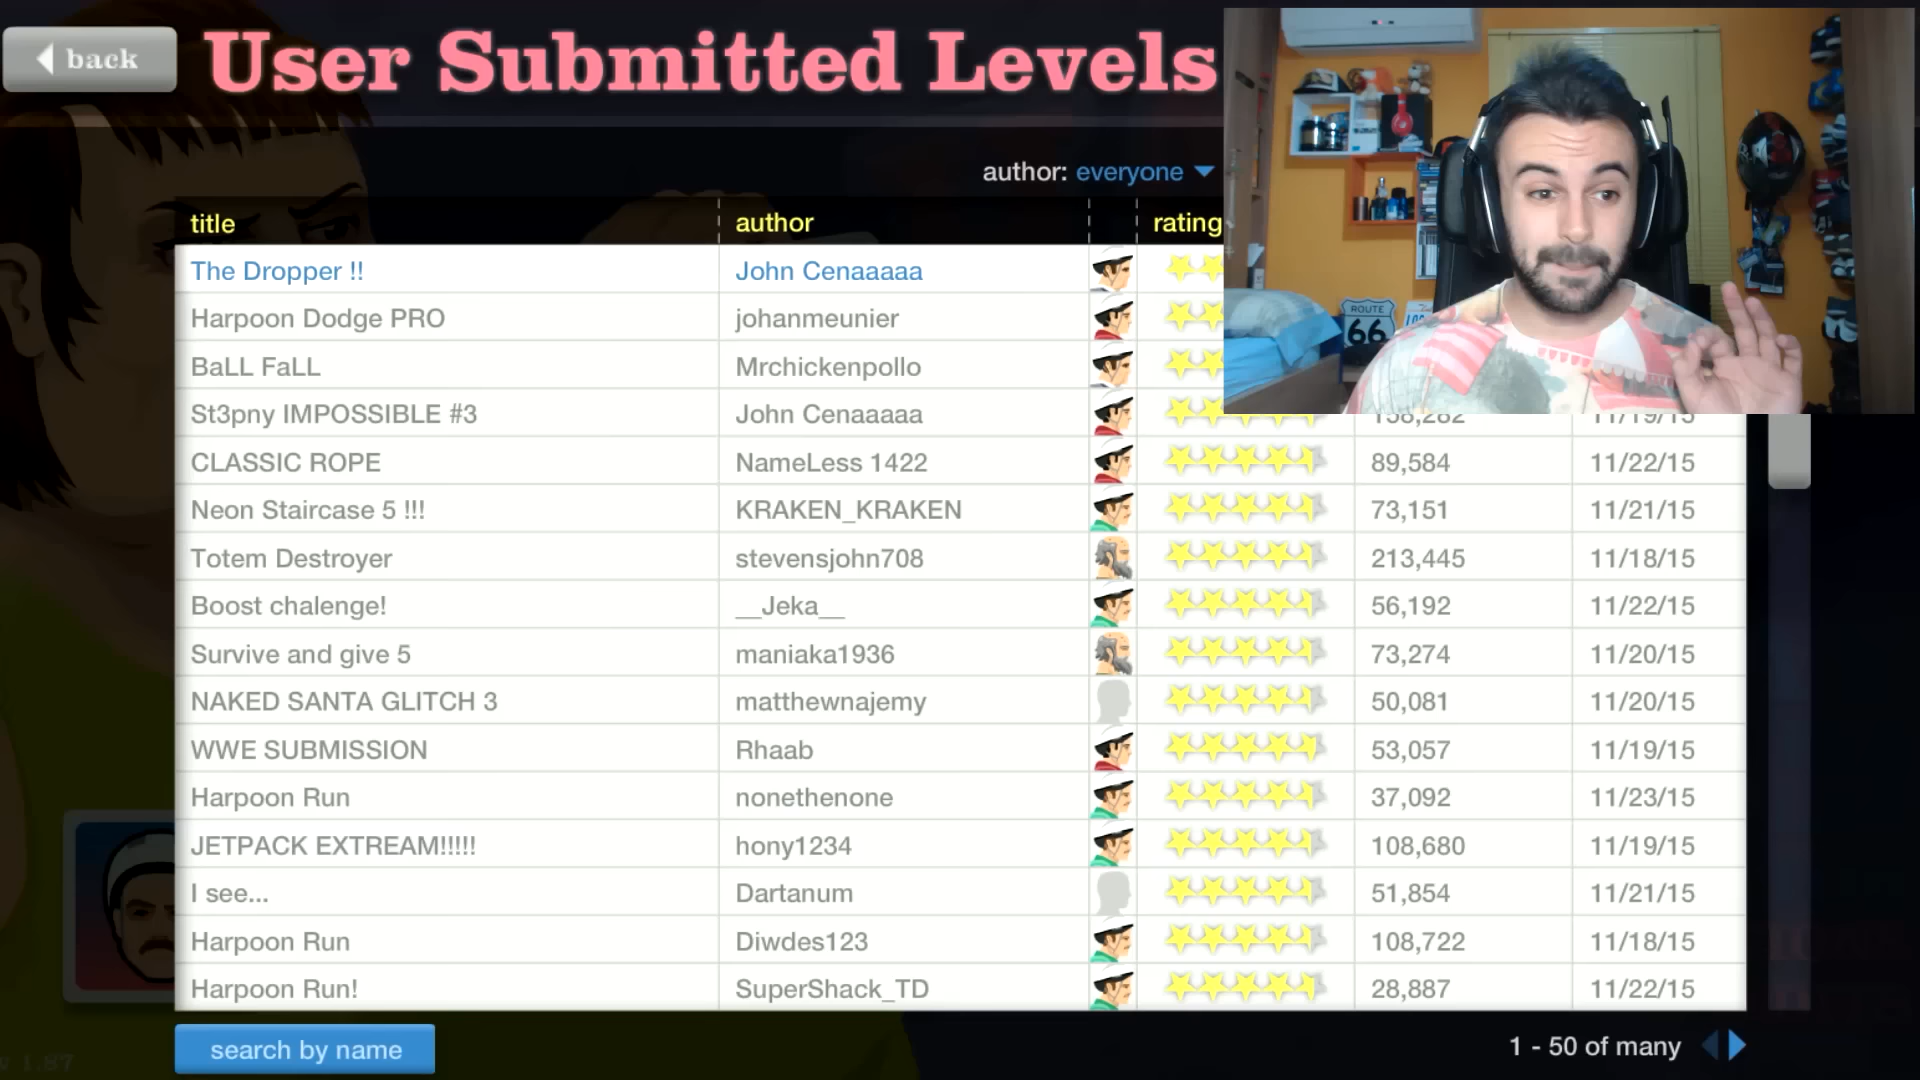 back
User Submitted Levels
author: everyone
title author rating
The Dropper !! John Cenaaaaa
Harpoon Dodge PRO johanmeunier
BaLL FaLL Mrchickenpollo
St3pny IMPOSSIBLE #3 John Cenaaaaa 158,282 11/19/15
CLASSIC ROPE NameLess 1422 89,584 11/22/15
Neon Staircase 5 !!! KRAKEN_KRAKEN 73,151 11/21/15
Totem Destroyer stevensjohn708 213,445 11/18/15
Boost chalenge! __Jeka__ 56,192 11/22/15
Survive and give 5 maniaka1936 73,274 11/20/15
NAKED SANTA GLITCH 3 matthewnajemy 50,081 11/20/15
WWE SUBMISSION Rhaab 53,057 11/19/15
Harpoon Run nonethenone 37,092 11/23/15
JETPACK EXTREAM!!!!! hony1234 108,680 11/19/15
I see... Dartanum 51,854 11/21/15
Harpoon Run Diwdes123 108,722 11/18/15
Harpoon Run! SuperShack_TD 28,887 11/22/15
search by name
1 - 50 of many
v 1.87
ROUTE
66